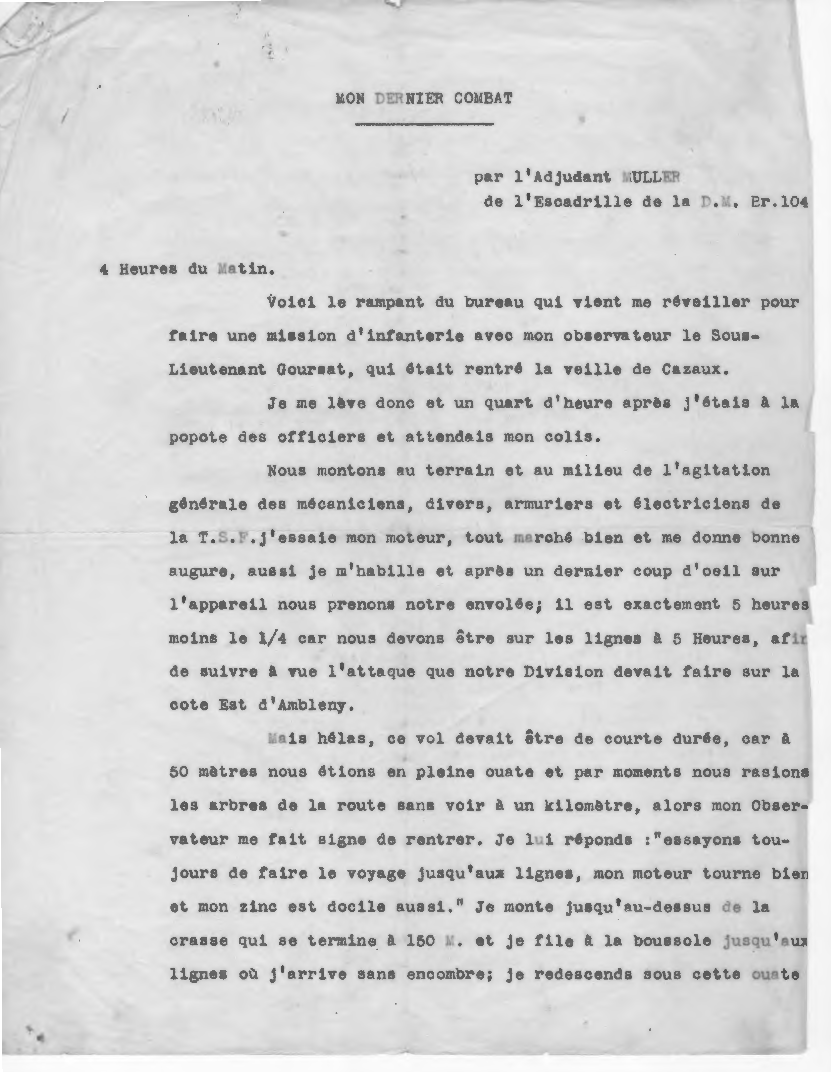 MON DERNIER COMBAT
par l'Adjudant MULLER
de l'Escadrille de la D.M. Br.104
4 Heures du Matin.
Voici le rampant du bureau qui vient me réveiller pour
faire une mission d'infanterie avec mon observateur le Sous-
Lieutenant Goursat, qui était rentré la veille de Cazaux.
Je me lève donc et un quart d'heure après j'étais à la
popote des officiers et attendais mon colis.
Nous montons au terrain et au milieu de l'agitation
générale des mécaniciens, divers, armuriers et électriciens de
la T.S.F.j'essaie mon moteur, tout marché bien et me donne bonne
augure, aussi je m'habille et après un dernier coup d'oeil sur
l'appareil nous prenons notre envolée; il est exactement 5 heures
moins le 1/4 car nous devons être sur les lignes à 5 Heures, afin
de suivre à vue l'attaque que notre Division devait faire sur la
cote Est d'Ambleny.
Mais hélas, ce vol devait être de courte durée, car à
50 mètres nous étions en pleine ouate et par moments nous rasions
les arbres de la route sans voir à un kilomètre, alors mon Obser-
vateur me fait signe de rentrer. Je lui réponds :"essayons tou-
jours de faire le voyage jusqu'aux lignes, mon moteur tourne bien
et mon zinc est docile aussi." Je monte jusqu'au-dessus de la
crasse qui se termine à 150 M. et je file à la boussole jusqu'aux
lignes où j'arrive sans encombre; je redescends sous cette ouate